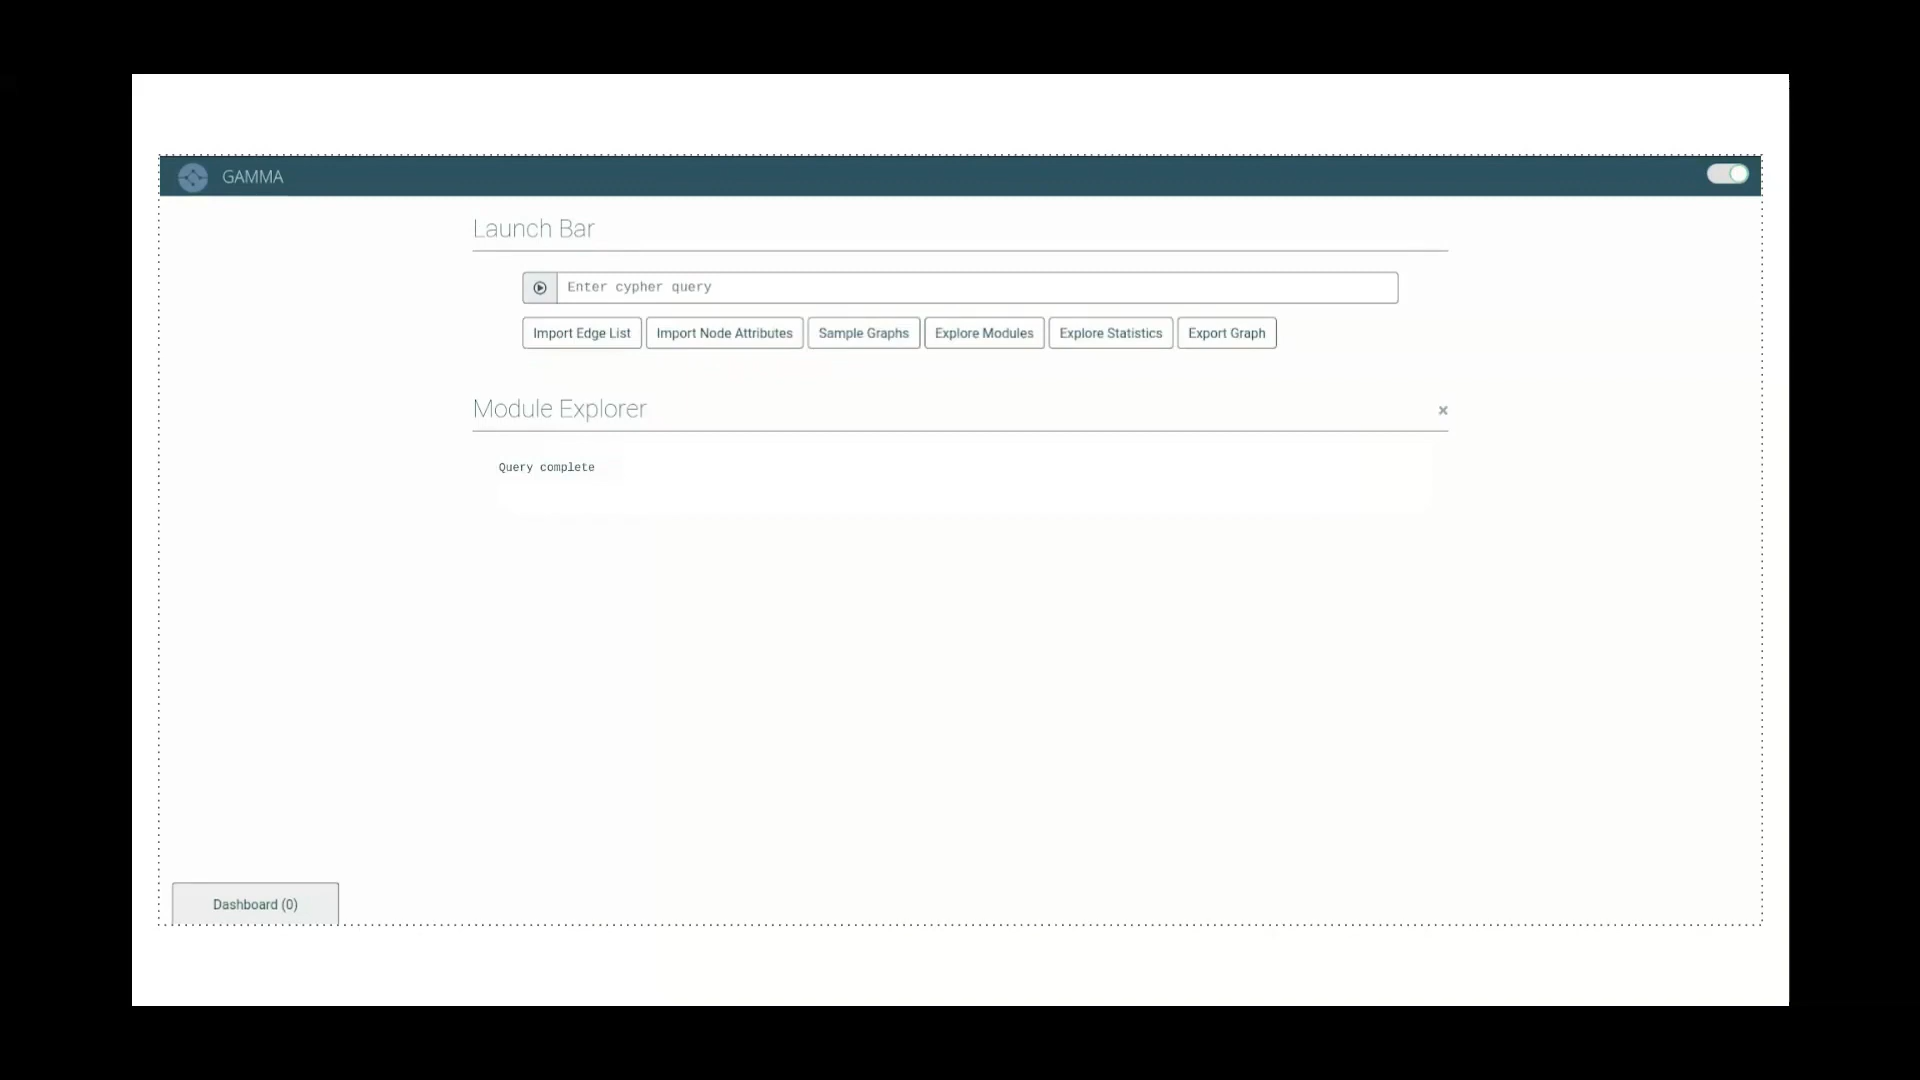 GAMMA
Launch Bar
Enter cypher query
Import Edge List Import Node Attributes Sample Graphs Explore Modules Explore Statistics Export Graph
Module Explorer ×
Query complete
Dashboard (0)